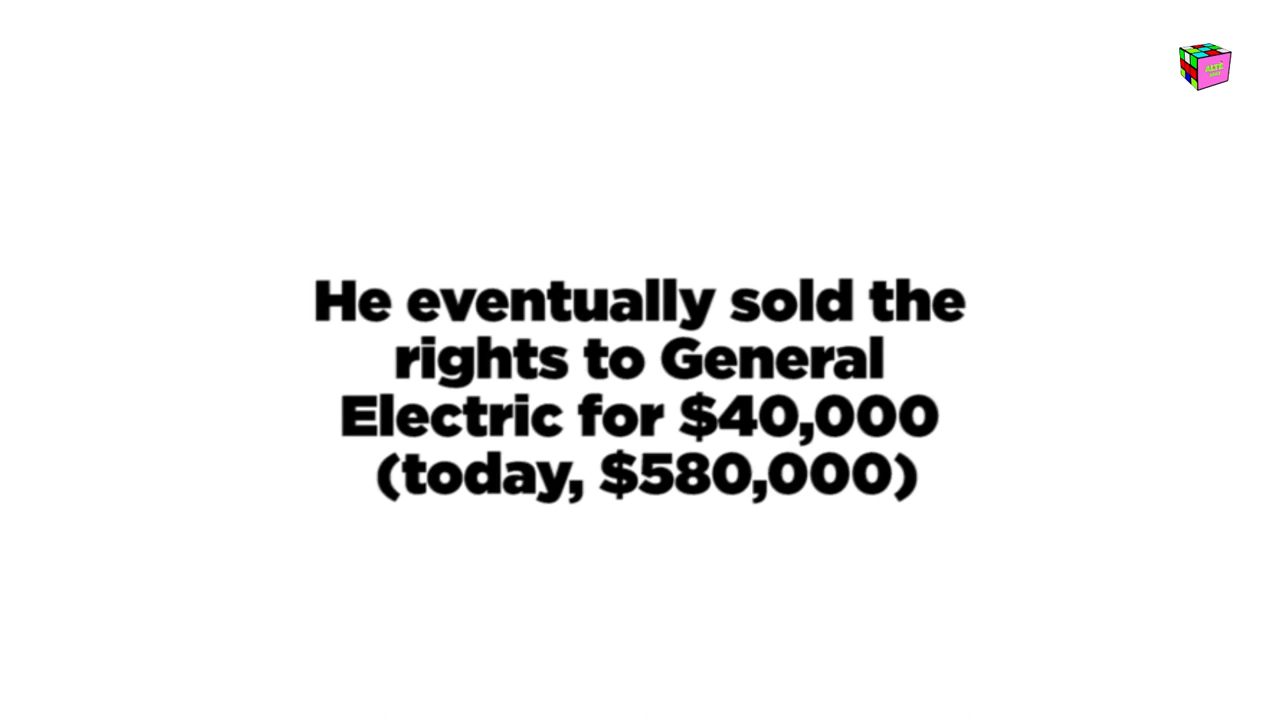 He eventually sold the
rights to General
Electric for $40,000
(today, $580,000)